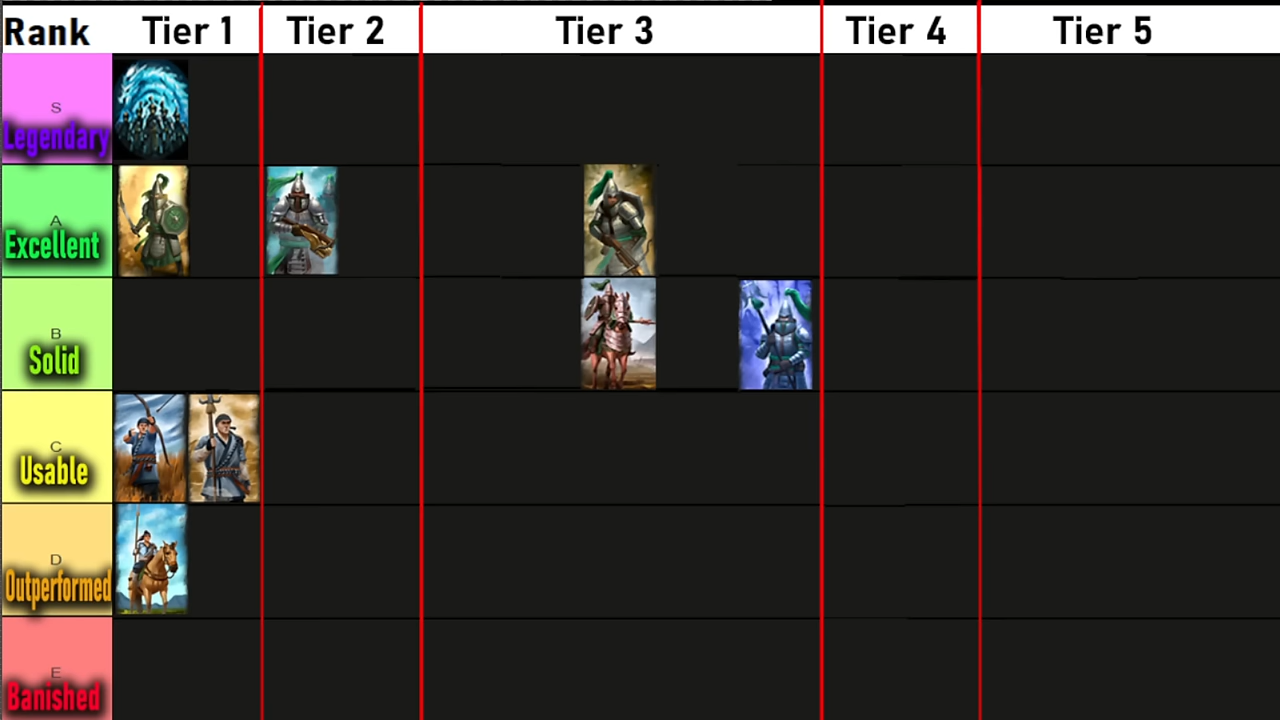 Rank Tier 1 Tier 2 Tier 3 Tier 4 Tier 5
S
Legendary
A
Excellent
B
Solid
C
Usable
D
Outperformed
E
Banished